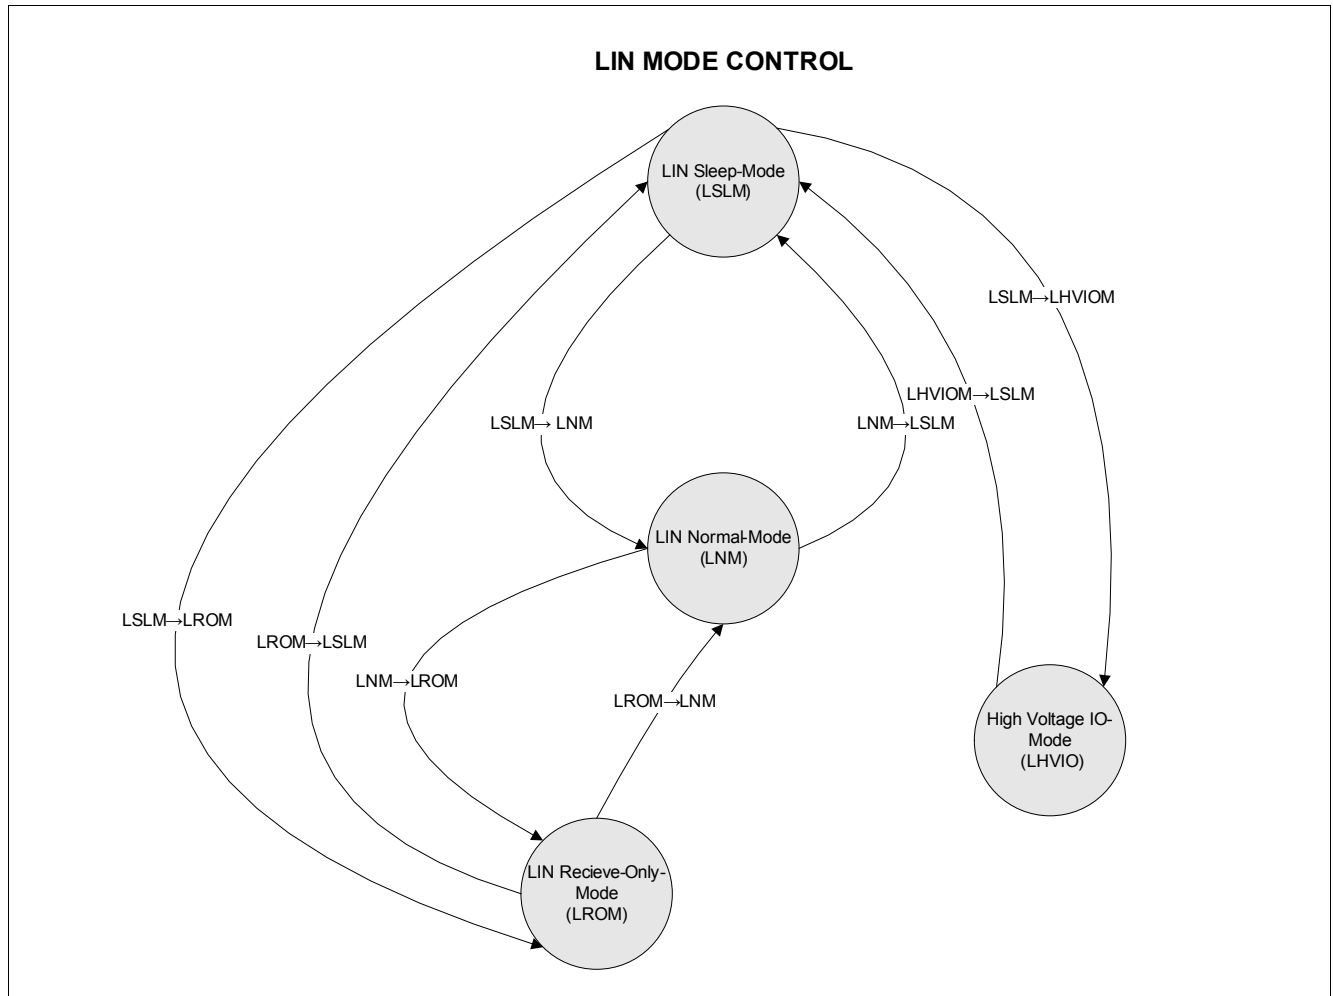 LIN MODE CONTROL
LIN Sleep-Mode
(LSLM)
LSLM→LHVIOM
LHVIOM→LSLM
LSLM→ LNM
LNM→LSLM
LIN Normal-Mode
(LNM)
LSLM→LROM
LROM→LSLM
LNM→LROM
LROM→LNM
High Voltage IO-
Mode
(LHVIO)
LIN Recieve-Only-
Mode
(LROM)